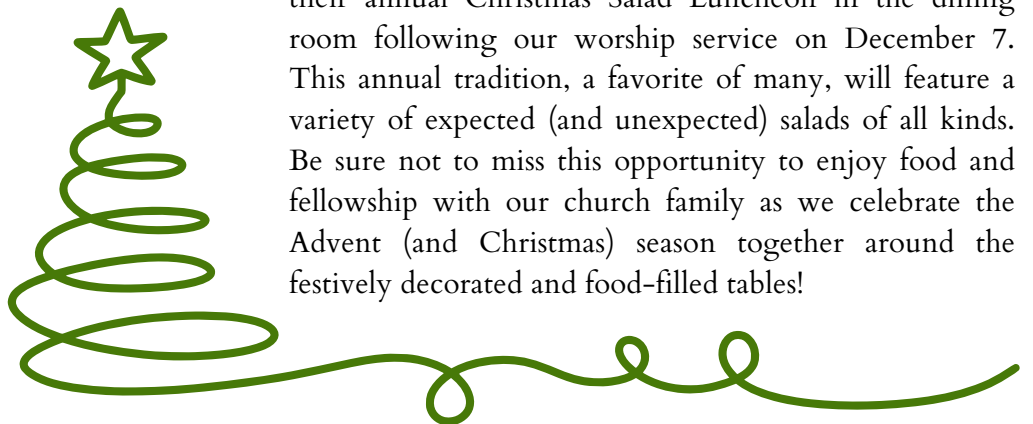 their annual Christmas Salad Luncheon in the dining
room following our worship service on December 7.
This annual tradition, a favorite of many, will feature a
variety of expected (and unexpected) salads of all kinds.
Be sure not to miss this opportunity to enjoy food and
fellowship with our church family as we celebrate the
Advent (and Christmas) season together around the
festively decorated and food-filled tables!